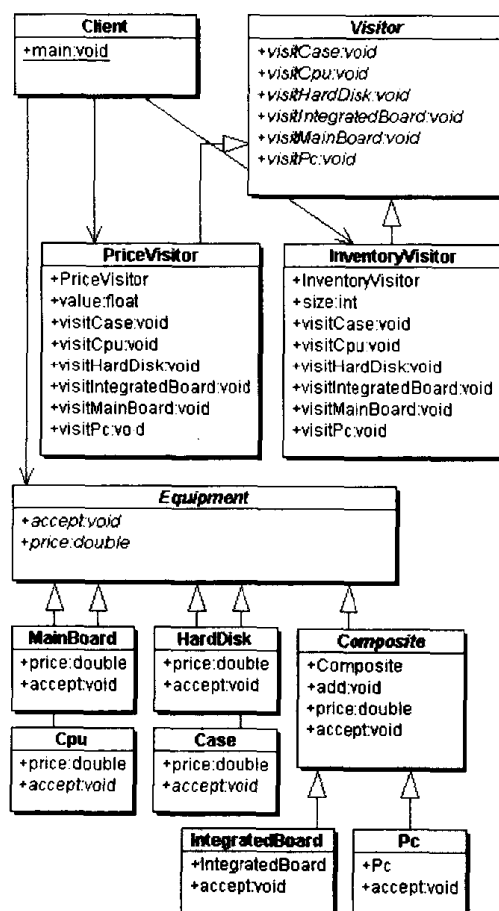 Client
+main:void
Visitor
+visitCase:void
+visitCpu:void
+visitHardDisk:void
+visitIntegratedBoard:void
+visitMainBoard:void
+visitPc:void
PriceVisitor
+PriceVisitor
+value:float
+visitCase:void
+visitCpu:void
+visitHardDisk:void
+visitIntegratedBoard:void
+visitMainBoard:void
+visitPc:void
InventoryVisitor
+InventoryVisitor
+size:int
+visitCase:void
+visitCpu:void
+visitHardDisk:void
+visitIntegratedBoard:void
+visitMainBoard:void
+visitPc:void
Equipment
+accept:void
+price:double
MainBoard
+price:double
+accept:void
HardDisk
+price:double
+accept:void
Composite
+Composite
+add:void
+price:double
+accept:void
Cpu
+price:double
+accept:void
Case
+price:double
+accept:void
IntegratedBoard
+IntegratedBoard
+accept:void
Pc
+Pc
+accept:void